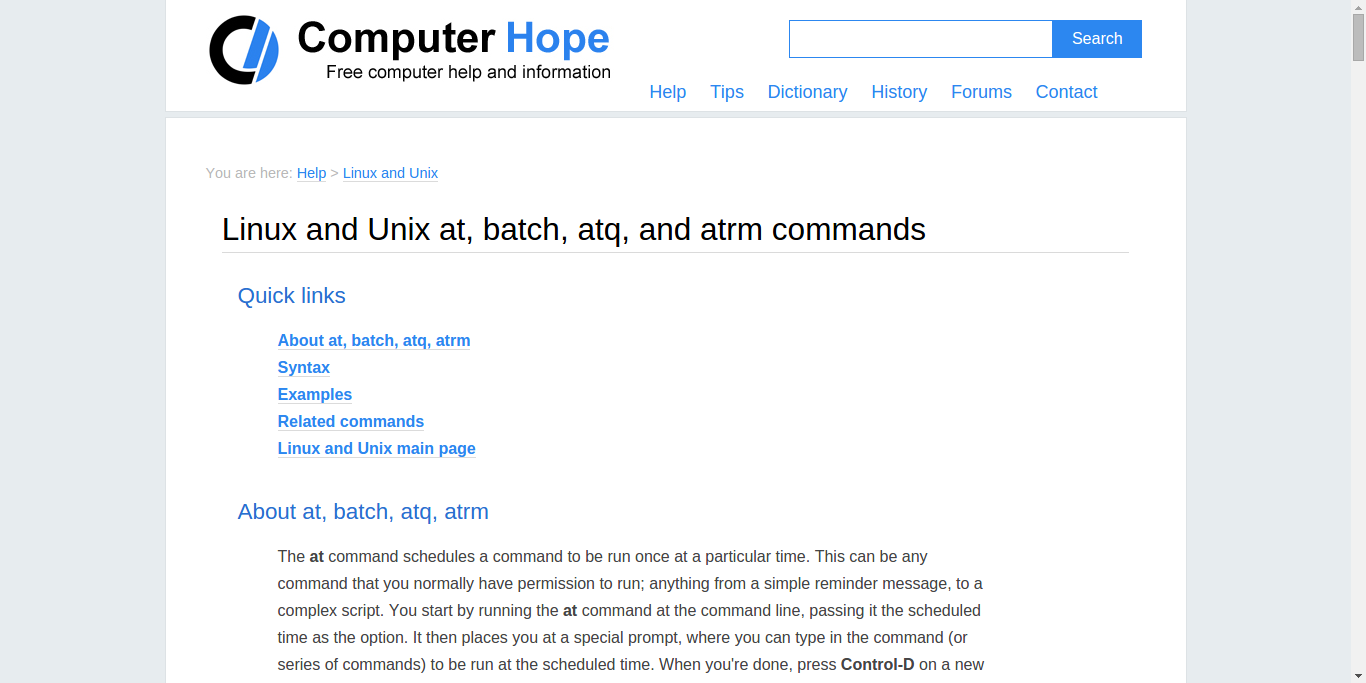 Computer Hope
Free computer help and information
Search
Help Tips Dictionary History Forums Contact
You are here: Help > Linux and Unix
Linux and Unix at, batch, atq, and atrm commands
Quick links
About at, batch, atq, atrm
Syntax
Examples
Related commands
Linux and Unix main page
About at, batch, atq, atrm
The at command schedules a command to be run once at a particular time. This can be any
command that you normally have permission to run; anything from a simple reminder message, to a
complex script. You start by running the at command at the command line, passing it the scheduled
time as the option. It then places you at a special prompt, where you can type in the command (or
series of commands) to be run at the scheduled time. When you're done, press Control-D on a new